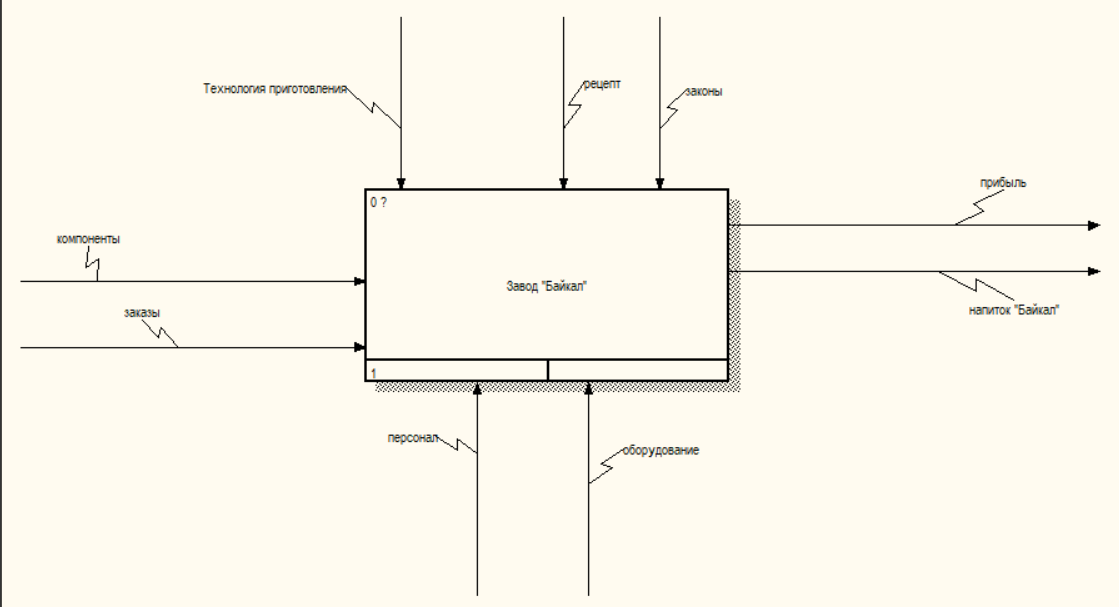 Технология приготовления
рецепт
законы
0 ?
прибыль
компоненты
Завод "Байкал"
заказы
напиток "Байкал"
1
персонал
оборудование